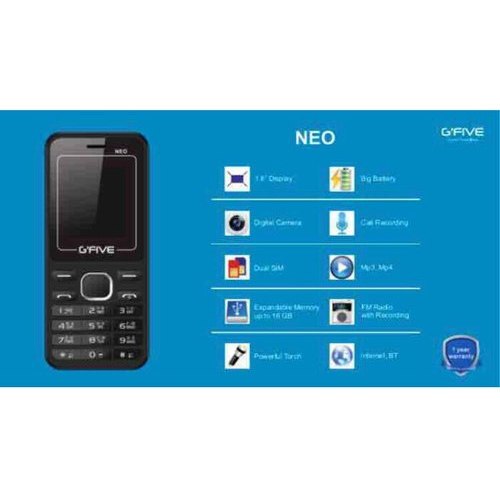 NEO
G'FIVE
NEO
G'FIVE
1.8" Display
Big Battery
Digital Camera
Call Recording
Dual SIM
Mp3, Mp4
Expandable Memory
up to 16 GB
FM Radio
with Recording
Powerful Torch
Internet, BT
1 year
warranty